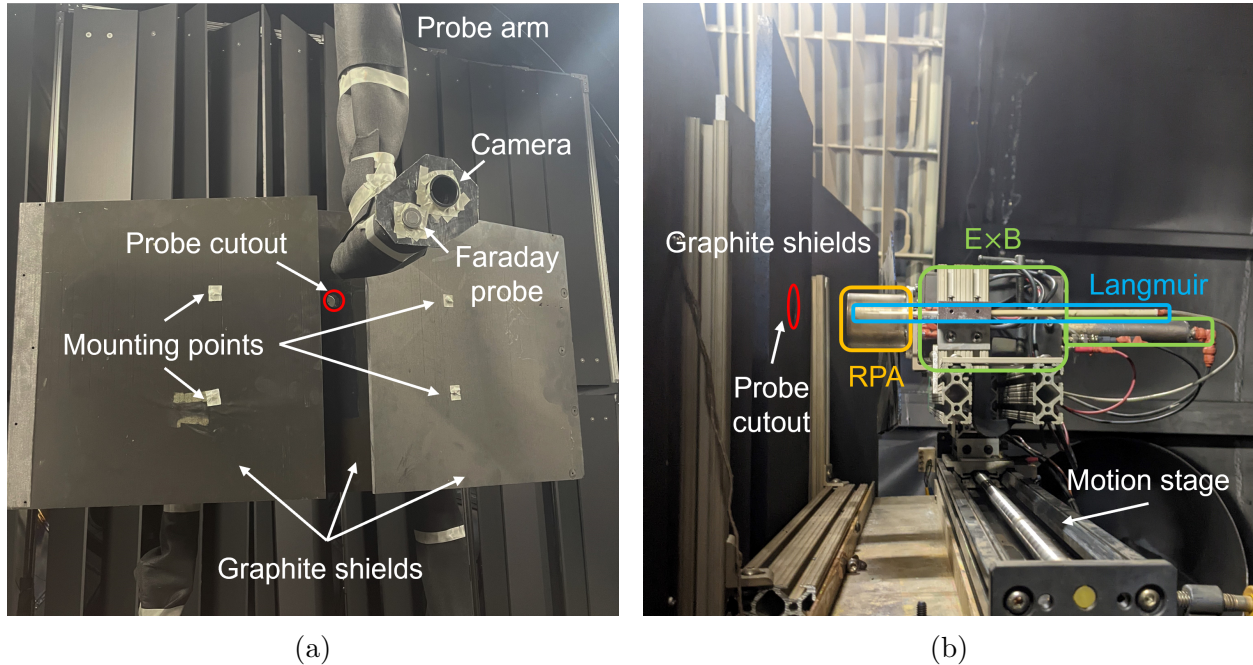 Probe arm
Camera
Probe cutout
Faraday
probe
Mounting points
Graphite shields
(a)
Graphite shields
E×B
Langmuir
RPA
Probe
cutout
Motion stage
(b)